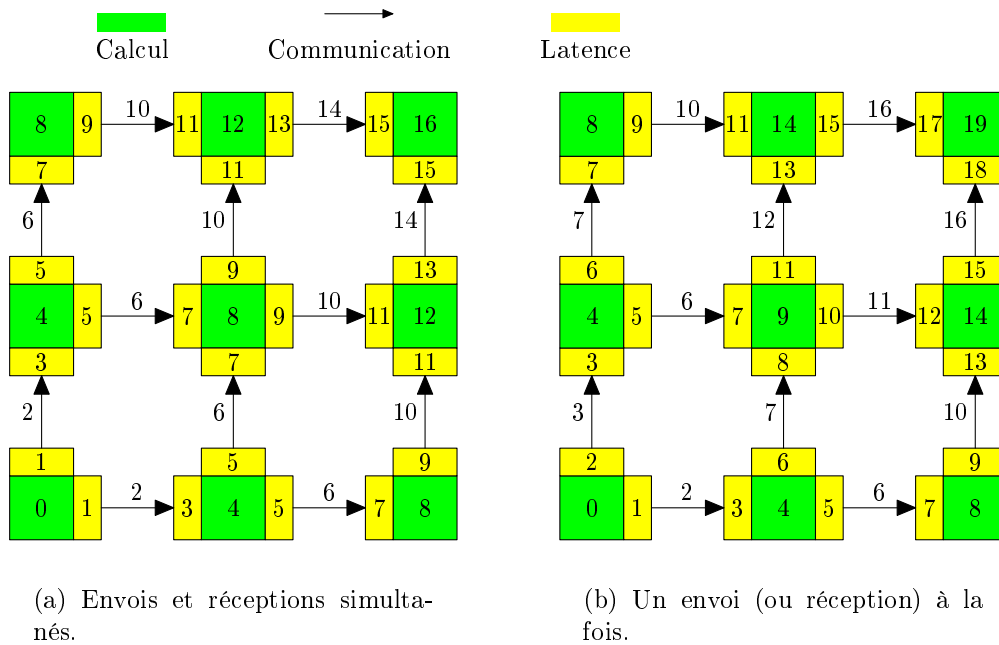 Calcul Communication Latence
8 9 10 11 12 13 14 15 16
7 11 15
6 10 14
5 9 13
4 5 6 7 8 9 10 11 12
3 7 11
2 6 10
1 5 9
0 1 2 3 4 5 6 7 8
(a) Envois et réceptions simulta-
nés.
8 9 10 11 14 15 16 17 19
7 13 18
7 12 16
6 11 15
4 5 6 7 9 10 11 12 14
3 8 13
3 7 10
2 6 9
0 1 2 3 4 5 6 7 8
(b) Un envoi (ou réception) à la
fois.